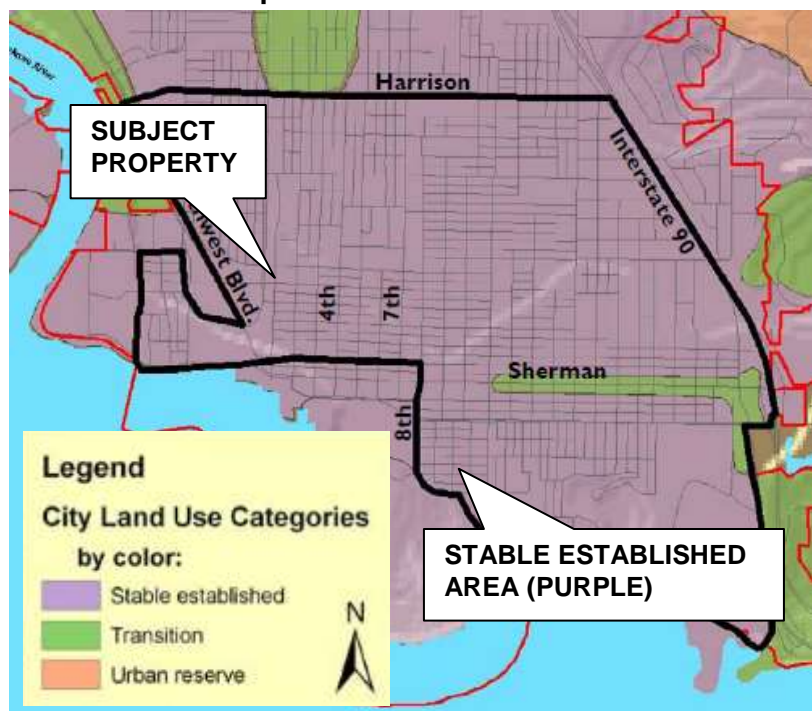 Harrison
SUBJECT
PROPERTY
Interstate 90
Blvd.
4th
7th
Sherman
8th
Legend
City Land Use Categories
by color:
Stable established
Transition
Urban reserve
N
STABLE ESTABLISHED
AREA (PURPLE)